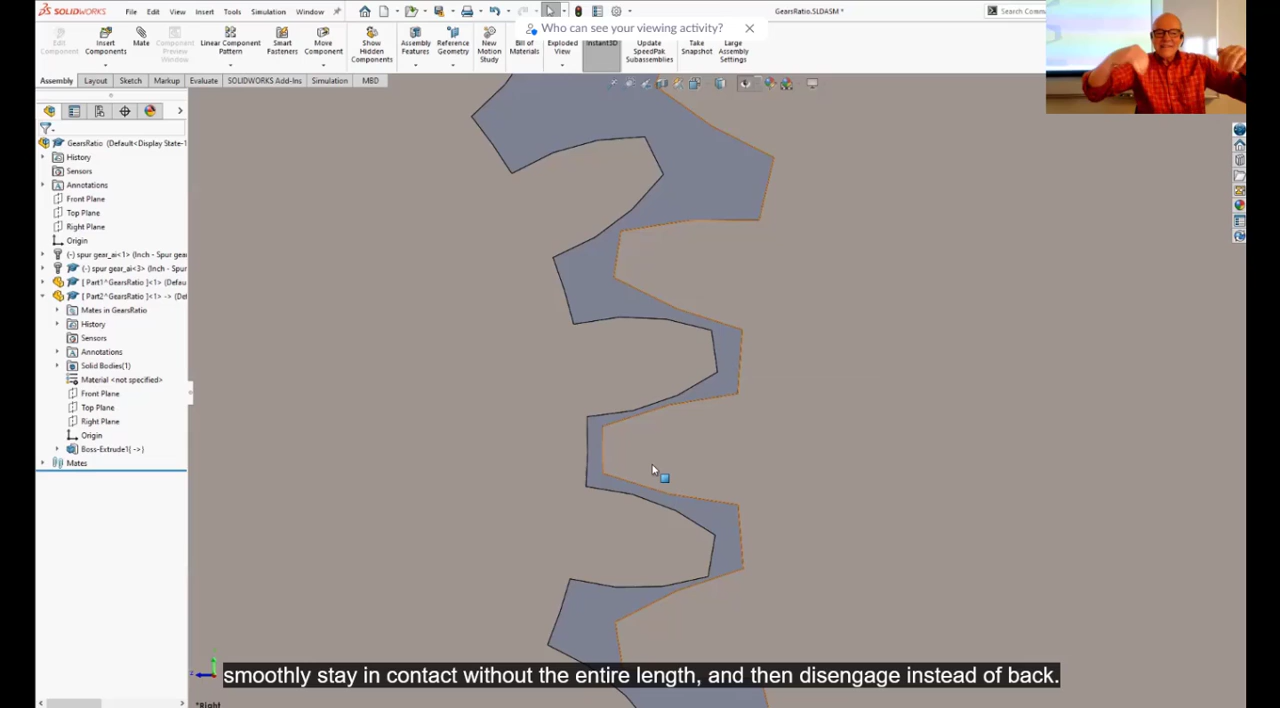 SOLIDWORKS File Edit View Insert Tools Simulation Window GearsRatio.SLDASM * Search Comm
Who can see your viewing activity?
Edit Component
Insert Components
Mate
Component Preview Window
Linear Component Pattern
Smart Fasteners
Move Component
Show Hidden Components
Assembly Features
Reference Geometry
New Motion Study
Bill of Materials
Exploded View
Instant3D
Update SpeedPak Subassemblies
Take Snapshot
Large Assembly Settings
Assembly Layout Sketch Markup Evaluate SOLIDWORKS Add-Ins Simulation MBD
GearsRatio (Default<Display State-1
History
Sensors
Annotations
Front Plane
Top Plane
Right Plane
Origin
(-) spur gear_ai<1> (Inch - Spur gear
(-) spur gear_ai<3> (Inch - Spur
[ Part1^GearsRatio ]<1> (Defau
[ Part2^GearsRatio ]<1> -> (Def
Mates in GearsRatio
History
Sensors
Annotations
Solid Bodies(1)
Material <not specified>
Front Plane
Top Plane
Right Plane
Origin
Boss-Extrude1( ->)
Mates
smoothly stay in contact without the entire length, and then disengage instead of back.
*Right